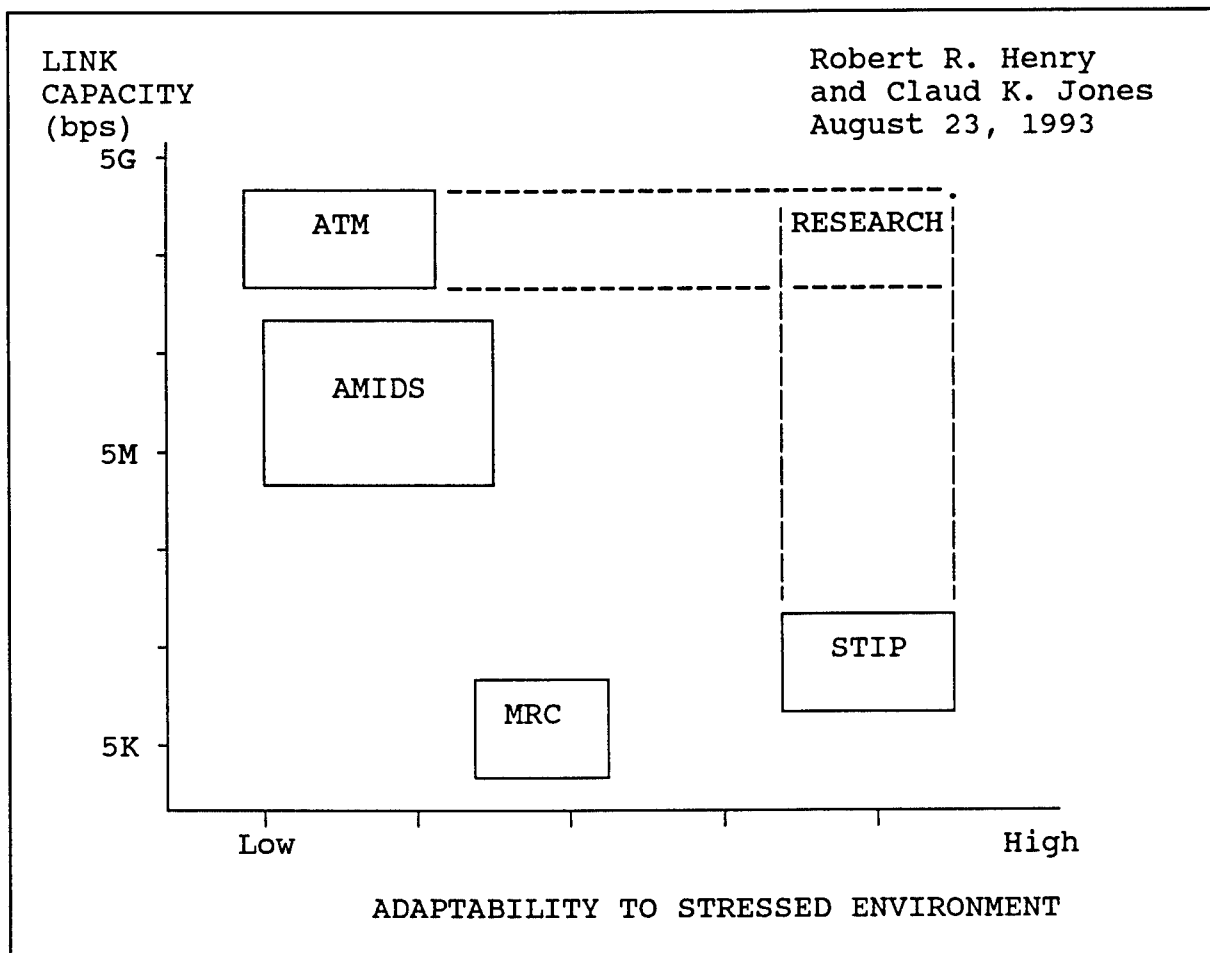 LINK
CAPACITY
(bps)
Robert R. Henry
and Claud K. Jones
August 23, 1993
5G
ATM
RESEARCH
AMIDS
5M
STIP
MRC
5K
Low
High
ADAPTABILITY TO STRESSED ENVIRONMENT